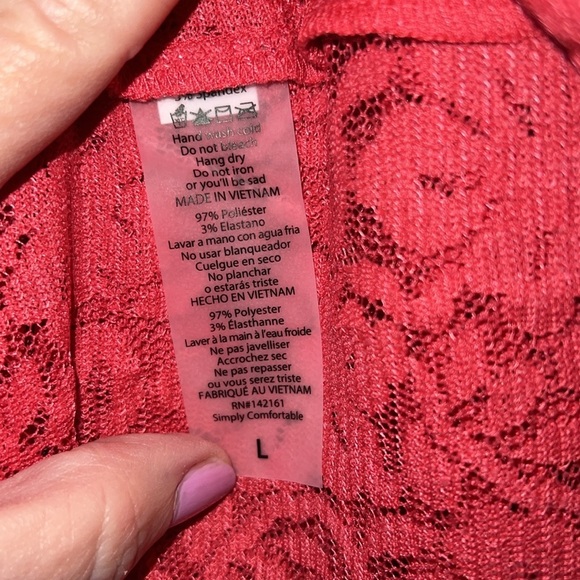 3% Spandex
Hand wash cold
Do not bleach
Hang dry
Do not iron
or you'll be sad
MADE IN VIETNAM
97% Poliéster
3% Elastano
Lavar a mano con agua fria
No usar blanqueador
Cuelgue en seco
No planchar
o estarás triste
HECHO EN VIETNAM
97% Polyester
3% Élasthanne
Laver à la main à l'eau froide
Ne pas javelliser
Accrochez sec
Ne pas repasser
ou vous serez triste
FABRIQUÉ AU VIETNAM
RN#142161
Simply Comfortable
L